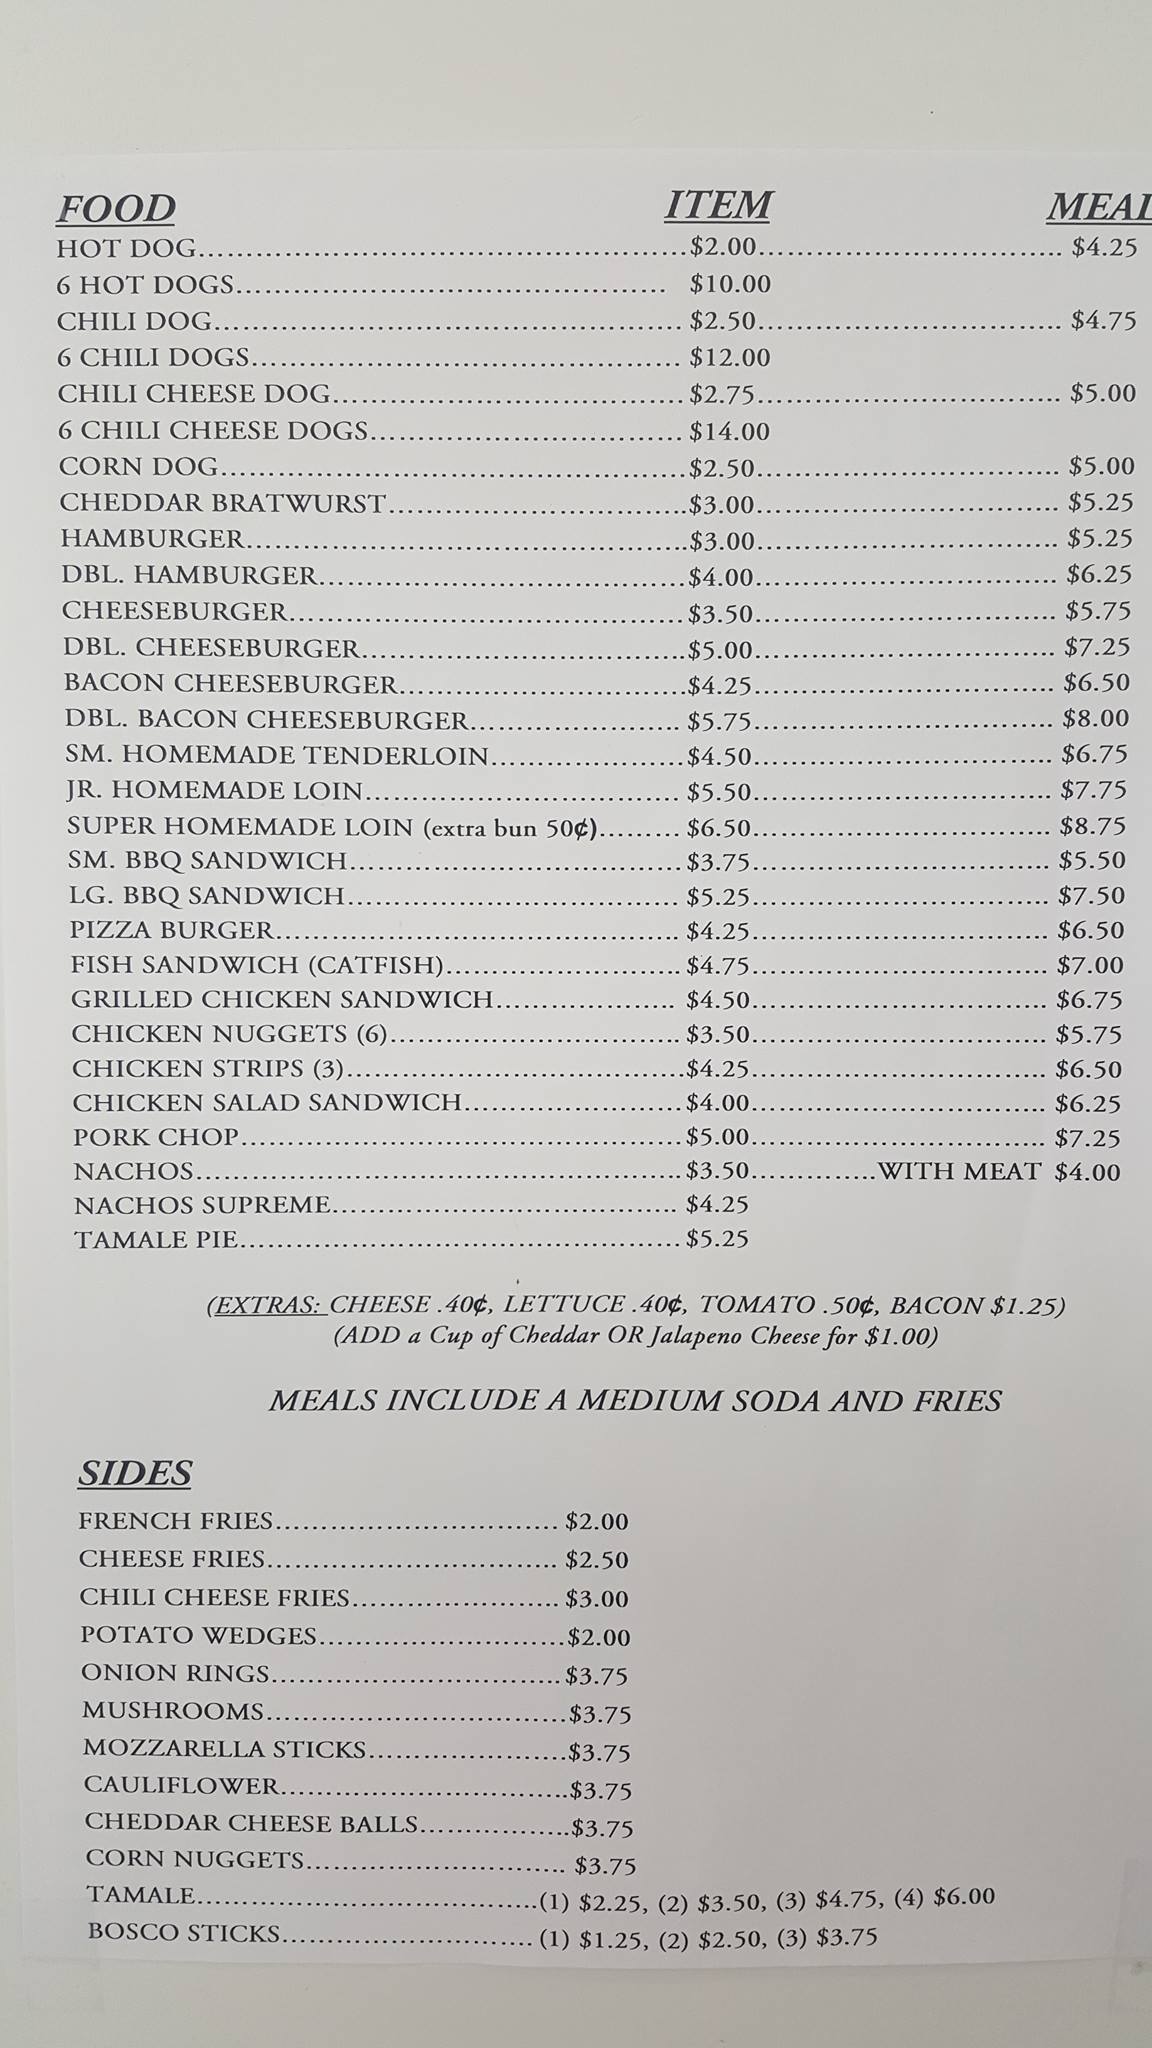 FOOD ITEM MEAL
HOT DOG................................................$2.00................................ $4.25
6 HOT DOGS............................................ $10.00
CHILI DOG................................................ $2.50................................ $4.75
6 CHILI DOGS............................................ $12.00
CHILI CHEESE DOG.................................... $2.75................................ $5.00
6 CHILI CHEESE DOGS................................ $14.00
CORN DOG................................................$2.50................................ $5.00
CHEDDAR BRATWURST...............................$3.00................................ $5.25
HAMBURGER.............................................$3.00................................ $5.25
DBL. HAMBURGER......................................$4.00................................ $6.25
CHEESEBURGER.........................................$3.50................................ $5.75
DBL. CHEESEBURGER..................................$5.00................................ $7.25
BACON CHEESEBURGER..............................$4.25................................ $6.50
DBL. BACON CHEESEBURGER....................... $5.75................................ $8.00
SM. HOMEMADE TENDERLOIN.....................$4.50................................ $6.75
JR. HOMEMADE LOIN.................................. $5.50................................ $7.75
SUPER HOMEMADE LOIN (extra bun 50¢)......... $6.50................................ $8.75
SM. BBQ SANDWICH................................... $3.75................................ $5.50
LG. BBQ SANDWICH................................... $5.25................................ $7.50
PIZZA BURGER........................................... $4.25................................ $6.50
FISH SANDWICH (CATFISH)......................... $4.75................................ $7.00
GRILLED CHICKEN SANDWICH................... $4.50................................ $6.75
CHICKEN NUGGETS (6)............................... $3.50................................ $5.75
CHICKEN STRIPS (3)....................................$4.25................................ $6.50
CHICKEN SALAD SANDWICH........................$4.00................................ $6.25
PORK CHOP...............................................$5.00................................ $7.25
NACHOS....................................................$3.50..............WITH MEAT $4.00
NACHOS SUPREME..................................... $4.25
TAMALE PIE............................................... $5.25
(EXTRAS: CHEESE .40¢, LETTUCE .40¢, TOMATO .50¢, BACON $1.25)
(ADD a Cup of Cheddar OR Jalapeno Cheese for $1.00)
MEALS INCLUDE A MEDIUM SODA AND FRIES
SIDES
FRENCH FRIES............................... $2.00
CHEESE FRIES................................ $2.50
CHILI CHEESE FRIES....................... $3.00
POTATO WEDGES...........................$2.00
ONION RINGS................................ $3.75
MUSHROOMS.................................$3.75
MOZZARELLA STICKS......................$3.75
CAULIFLOWER................................$3.75
CHEDDAR CHEESE BALLS.................$3.75
CORN NUGGETS............................. $3.75
TAMALE.....................................(1) $2.25, (2) $3.50, (3) $4.75, (4) $6.00
BOSCO STICKS............................ (1) $1.25, (2) $2.50, (3) $3.75